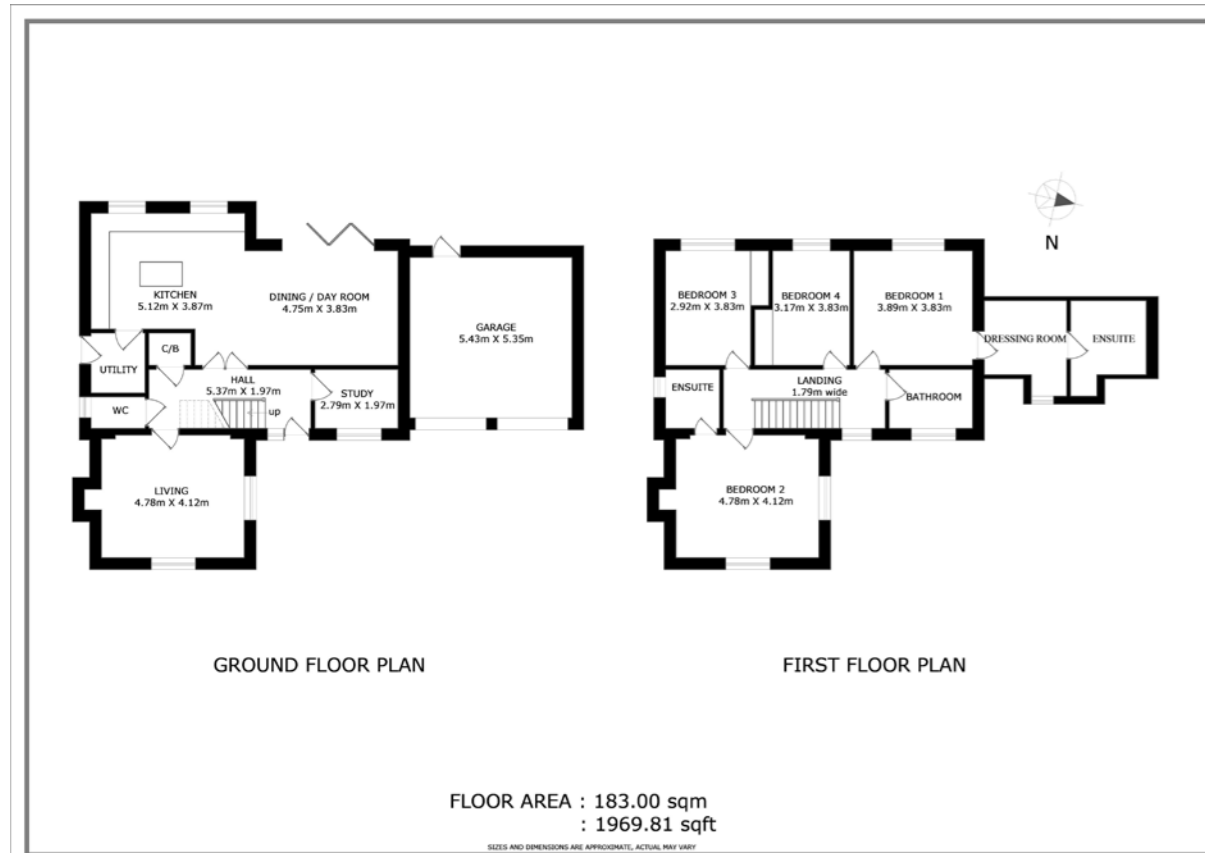 KITCHEN
5.12m X 3.87m
DINING / DAY ROOM
4.75m X 3.83m
GARAGE
5.43m X 5.35m
UTILITY
C/B
HALL
5.37m X 1.97m
STUDY
2.79m X 1.97m
WC
up
LIVING
4.78m X 4.12m
GROUND FLOOR PLAN
N
BEDROOM 3
2.92m X 3.83m
BEDROOM 4
3.17m X 3.83m
BEDROOM 1
3.89m X 3.83m
DRESSING ROOM
ENSUITE
ENSUITE
LANDING
1.79m wide
BATHROOM
BEDROOM 2
4.78m X 4.12m
FIRST FLOOR PLAN
FLOOR AREA : 183.00 sqm
: 1969.81 sqft
SIZES AND DIMENSIONS ARE APPROXIMATE, ACTUAL MAY VARY